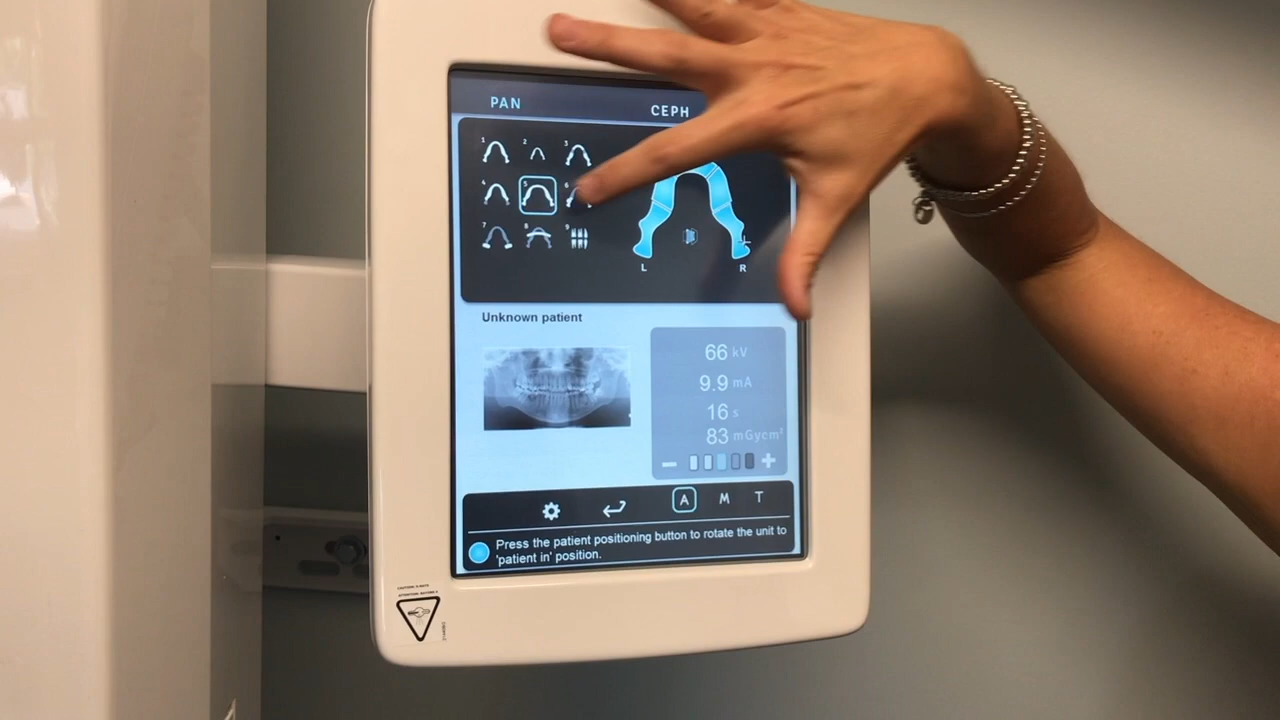 PAN CEPH
1 2 3
4 5 6
7 8 9
L R
Unknown patient
66 kV
9.9 mA
16 s
83 mGycm²
A M T
Press the patient positioning button to rotate the unit to
'patient in' position.